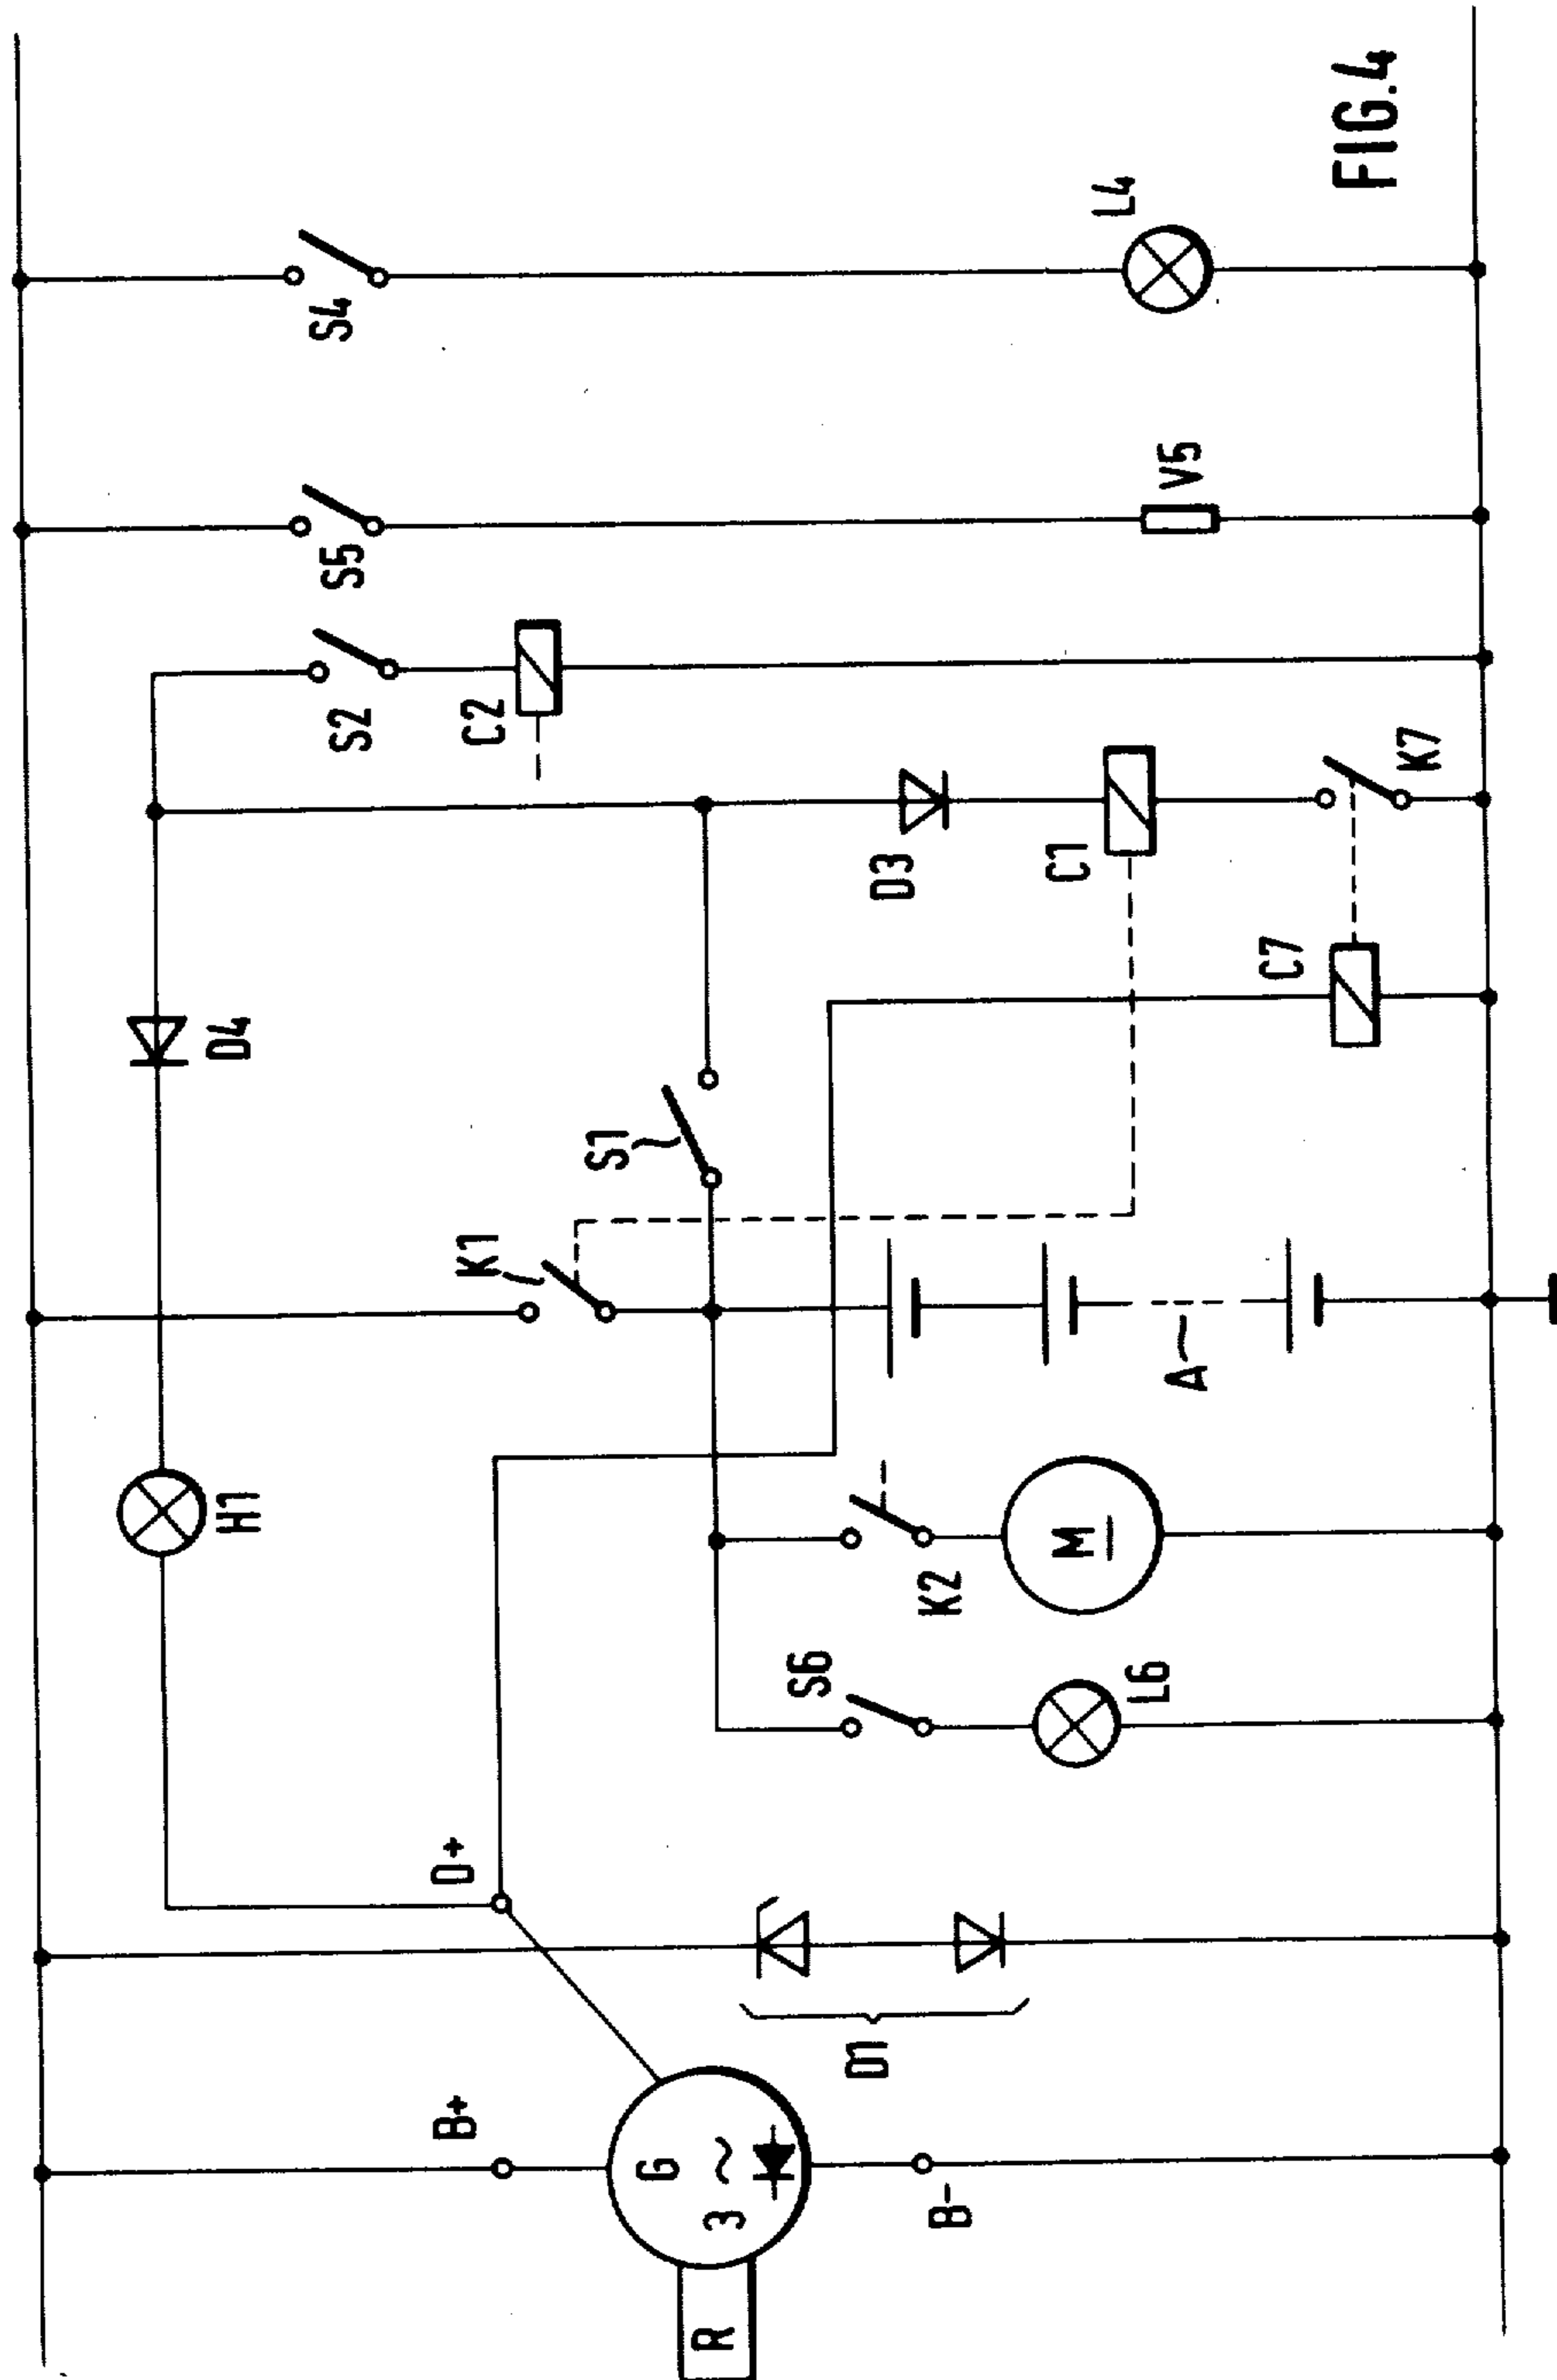 H1
D4
S4
S5
S2
B+
D+
K1
C2
S1
G
3 ~
R
S6
D1
D3
K2
B-
C1
M
L4
L6
V5
A
C7
FIG.4
K7